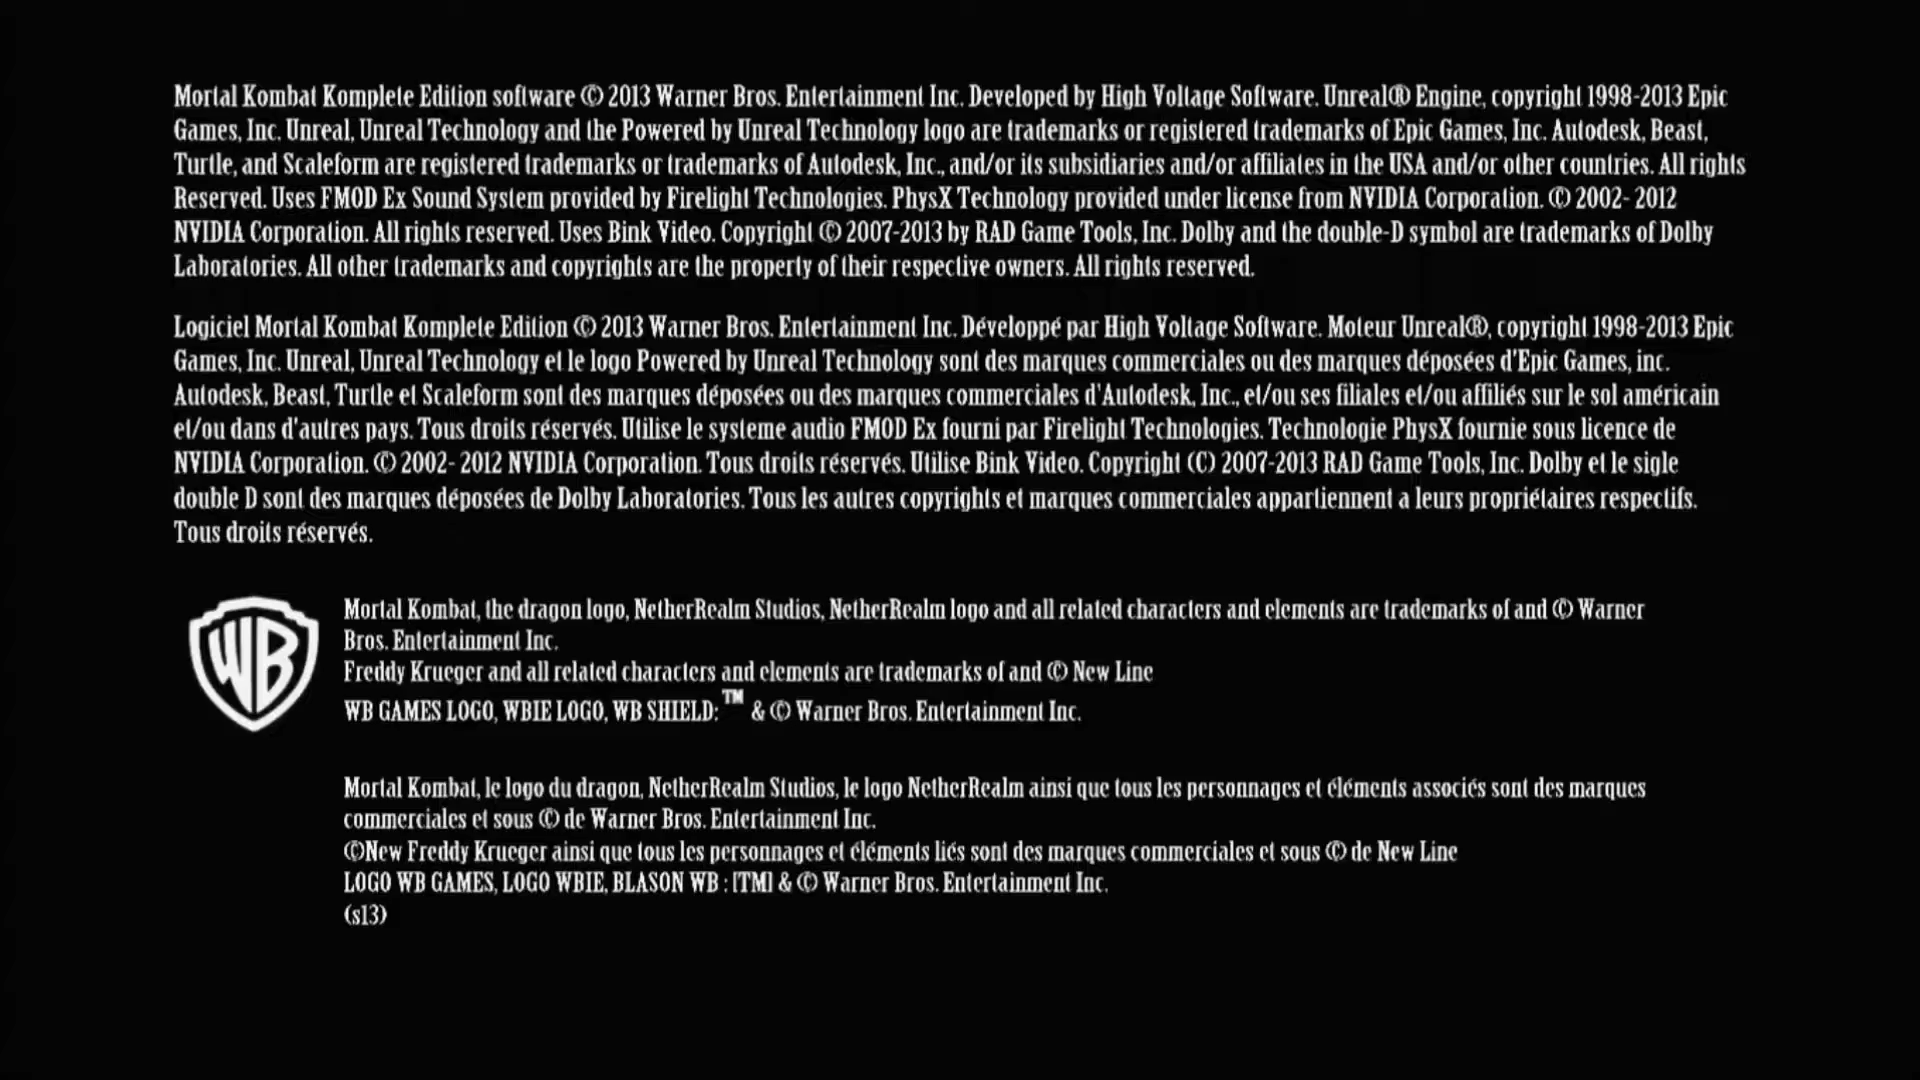 Mortal Kombat Komplete Edition software © 2013 Warner Bros. Entertainment Inc. Developed by High Voltage Software. Unreal® Engine, copyright 1998-2013 Epic
Games, Inc. Unreal, Unreal Technology and the Powered by Unreal Technology logo are trademarks or registered trademarks of Epic Games, Inc. Autodesk, Beast,
Turtle, and Scaleform are registered trademarks or trademarks of Autodesk, Inc., and/or its subsidiaries and/or affiliates in the USA and/or other countries. All rights
Reserved. Uses FMOD Ex Sound System provided by Firelight Technologies. PhysX Technology provided under license from NVIDIA Corporation. © 2002- 2012
NVIDIA Corporation. All rights reserved. Uses Bink Video. Copyright © 2007-2013 by RAD Game Tools, Inc. Dolby and the double-D symbol are trademarks of Dolby
Laboratories. All other trademarks and copyrights are the property of their respective owners. All rights reserved.
Logiciel Mortal Kombat Komplete Edition © 2013 Warner Bros. Entertainment Inc. Développé par High Voltage Software. Moteur Unreal®, copyright 1998-2013 Epic
Games, Inc. Unreal, Unreal Technology et le logo Powered by Unreal Technology sont des marques commerciales ou des marques déposées d'Epic Games, inc.
Autodesk, Beast, Turtle et Scaleform sont des marques déposées ou des marques commerciales d'Autodesk, Inc., et/ou ses filiales et/ou affiliés sur le sol américain
et/ou dans d'autres pays. Tous droits réservés. Utilise le systeme audio FMOD Ex fourni par Firelight Technologies. Technologie PhysX fournie sous licence de
NVIDIA Corporation. © 2002- 2012 NVIDIA Corporation. Tous droits réservés. Utilise Bink Video. Copyright (C) 2007-2013 RAD Game Tools, Inc. Dolby et le sigle
double D sont des marques déposées de Dolby Laboratories. Tous les autres copyrights et marques commerciales appartiennent a leurs propriétaires respectifs.
Tous droits réservés.
WB
Mortal Kombat, the dragon logo, NetherRealm Studios, NetherRealm logo and all related characters and elements are trademarks of and © Warner
Bros. Entertainment Inc.
Freddy Krueger and all related characters and elements are trademarks of and © New Line
WB GAMES LOGO, WBIE LOGO, WB SHIELD: ™ & © Warner Bros. Entertainment Inc.
Mortal Kombat, le logo du dragon, NetherRealm Studios, le logo NetherRealm ainsi que tous les personnages et éléments associés sont des marques
commerciales et sous © de Warner Bros. Entertainment Inc.
©New Freddy Krueger ainsi que tous les personnages et éléments liés sont des marques commerciales et sous © de New Line
LOGO WB GAMES, LOGO WBIE, BLASON WB : [TM] & © Warner Bros. Entertainment Inc.
(s13)